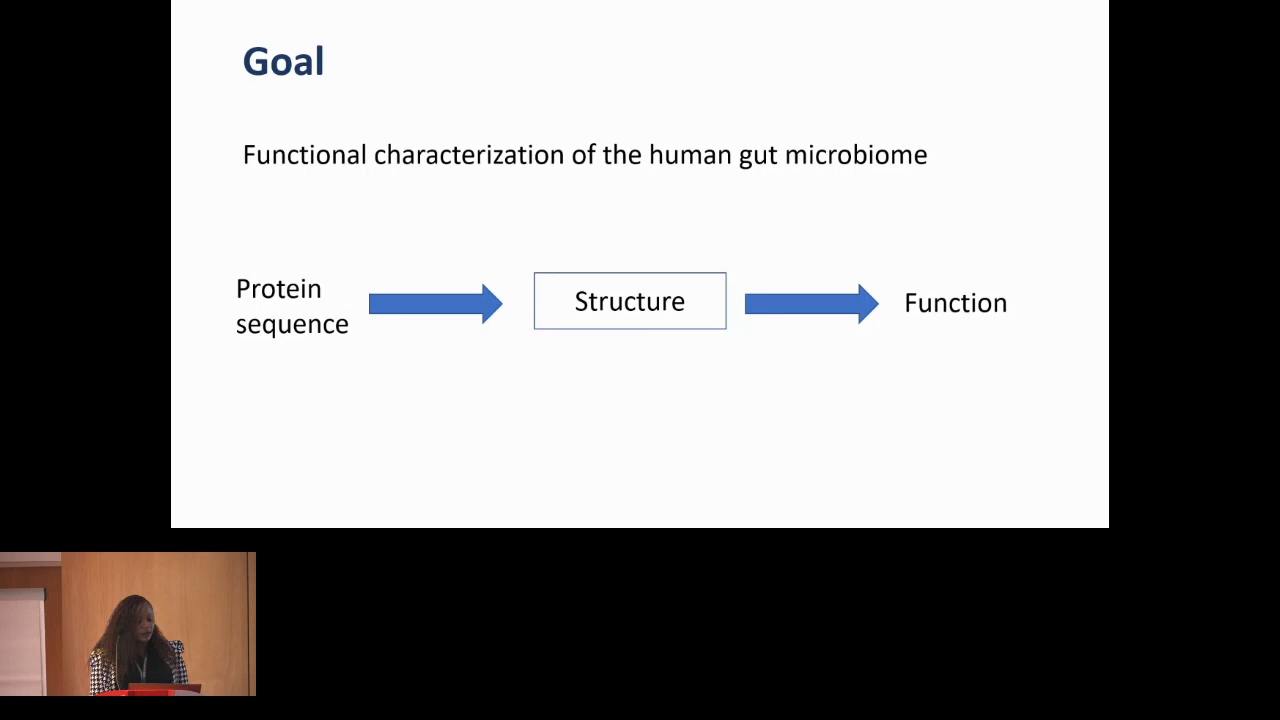 Goal
Functional characterization of the human gut microbiome
Protein
sequence
Structure
Function